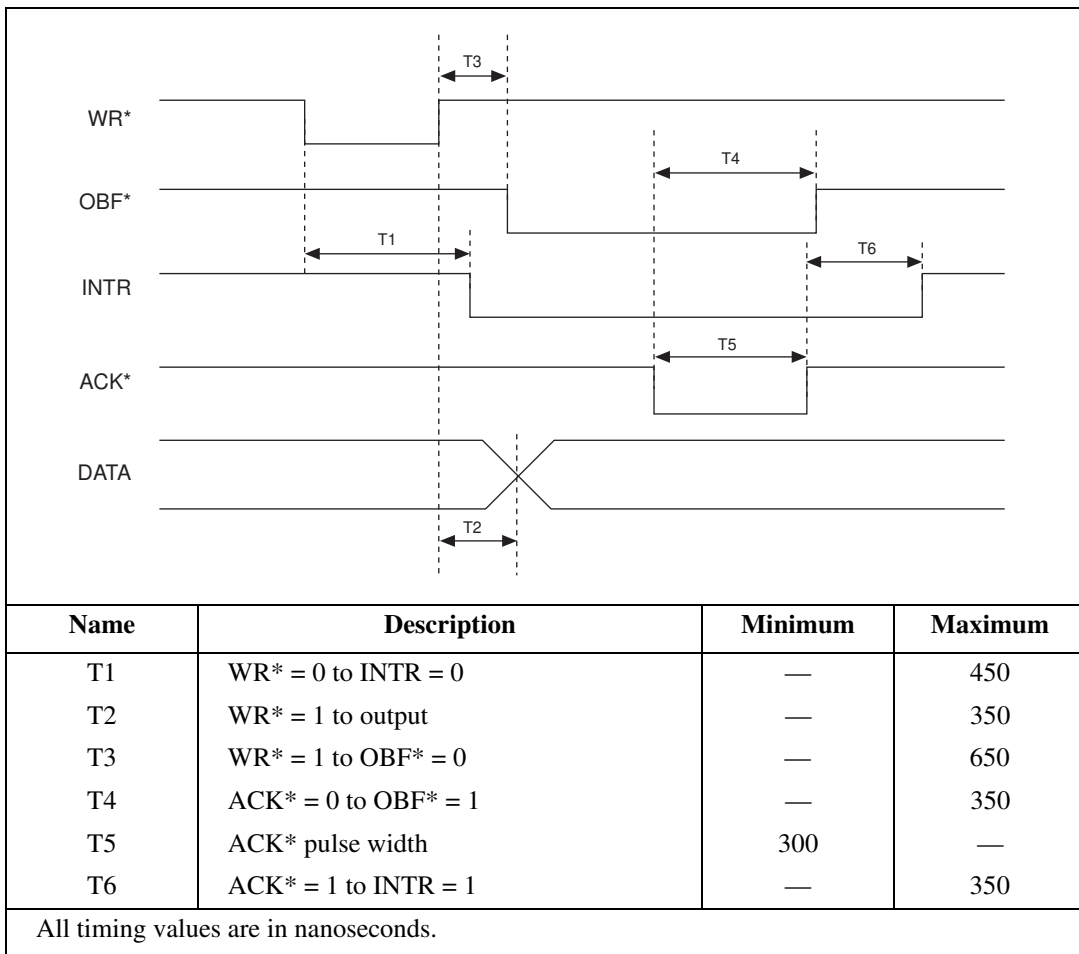 T3
WR*
T4
OBF*
T1
T6
INTR
T5
ACK*
DATA
T2
Name Description Minimum Maximum
T1 WR* = 0 to INTR = 0 — 450
T2 WR* = 1 to output — 350
T3 WR* = 1 to OBF* = 0 — 650
T4 ACK* = 0 to OBF* = 1 — 350
T5 ACK* pulse width 300 —
T6 ACK* = 1 to INTR = 1 — 350
All timing values are in nanoseconds.